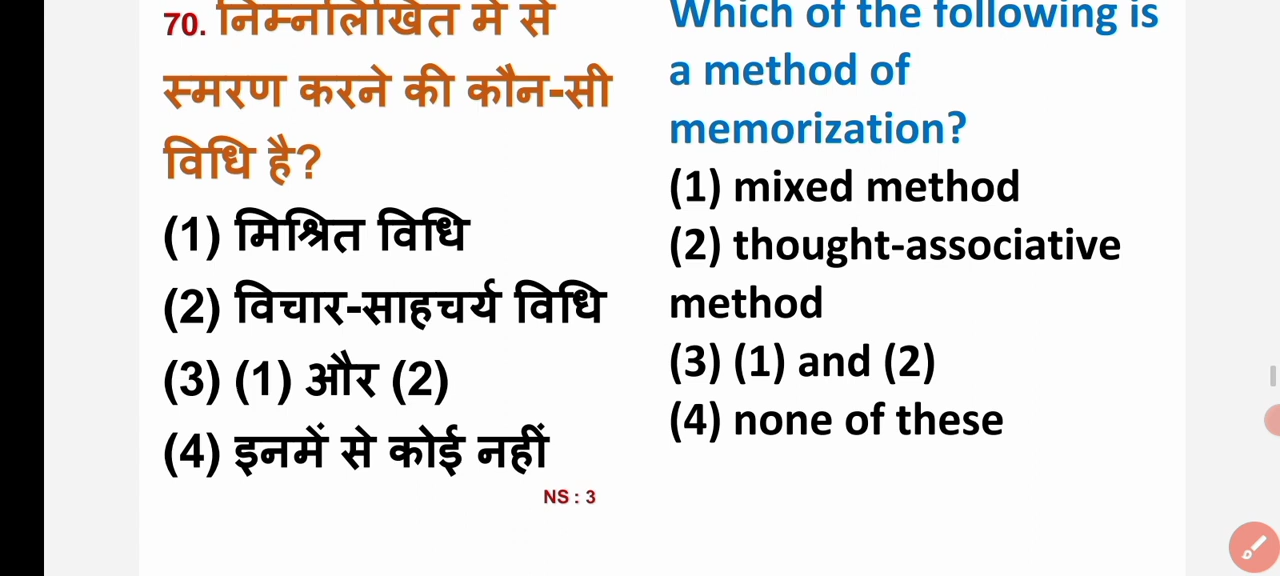 70. निम्नलिखित में से
स्मरण करने की कौन-सी
विधि है?
(1) मिश्रित विधि
(2) विचार-साहचर्य विधि
(3) (1) और (2)
(4) इनमें से कोई नहीं
NS : 3
Which of the following is
a method of
memorization?
(1) mixed method
(2) thought-associative
method
(3) (1) and (2)
(4) none of these